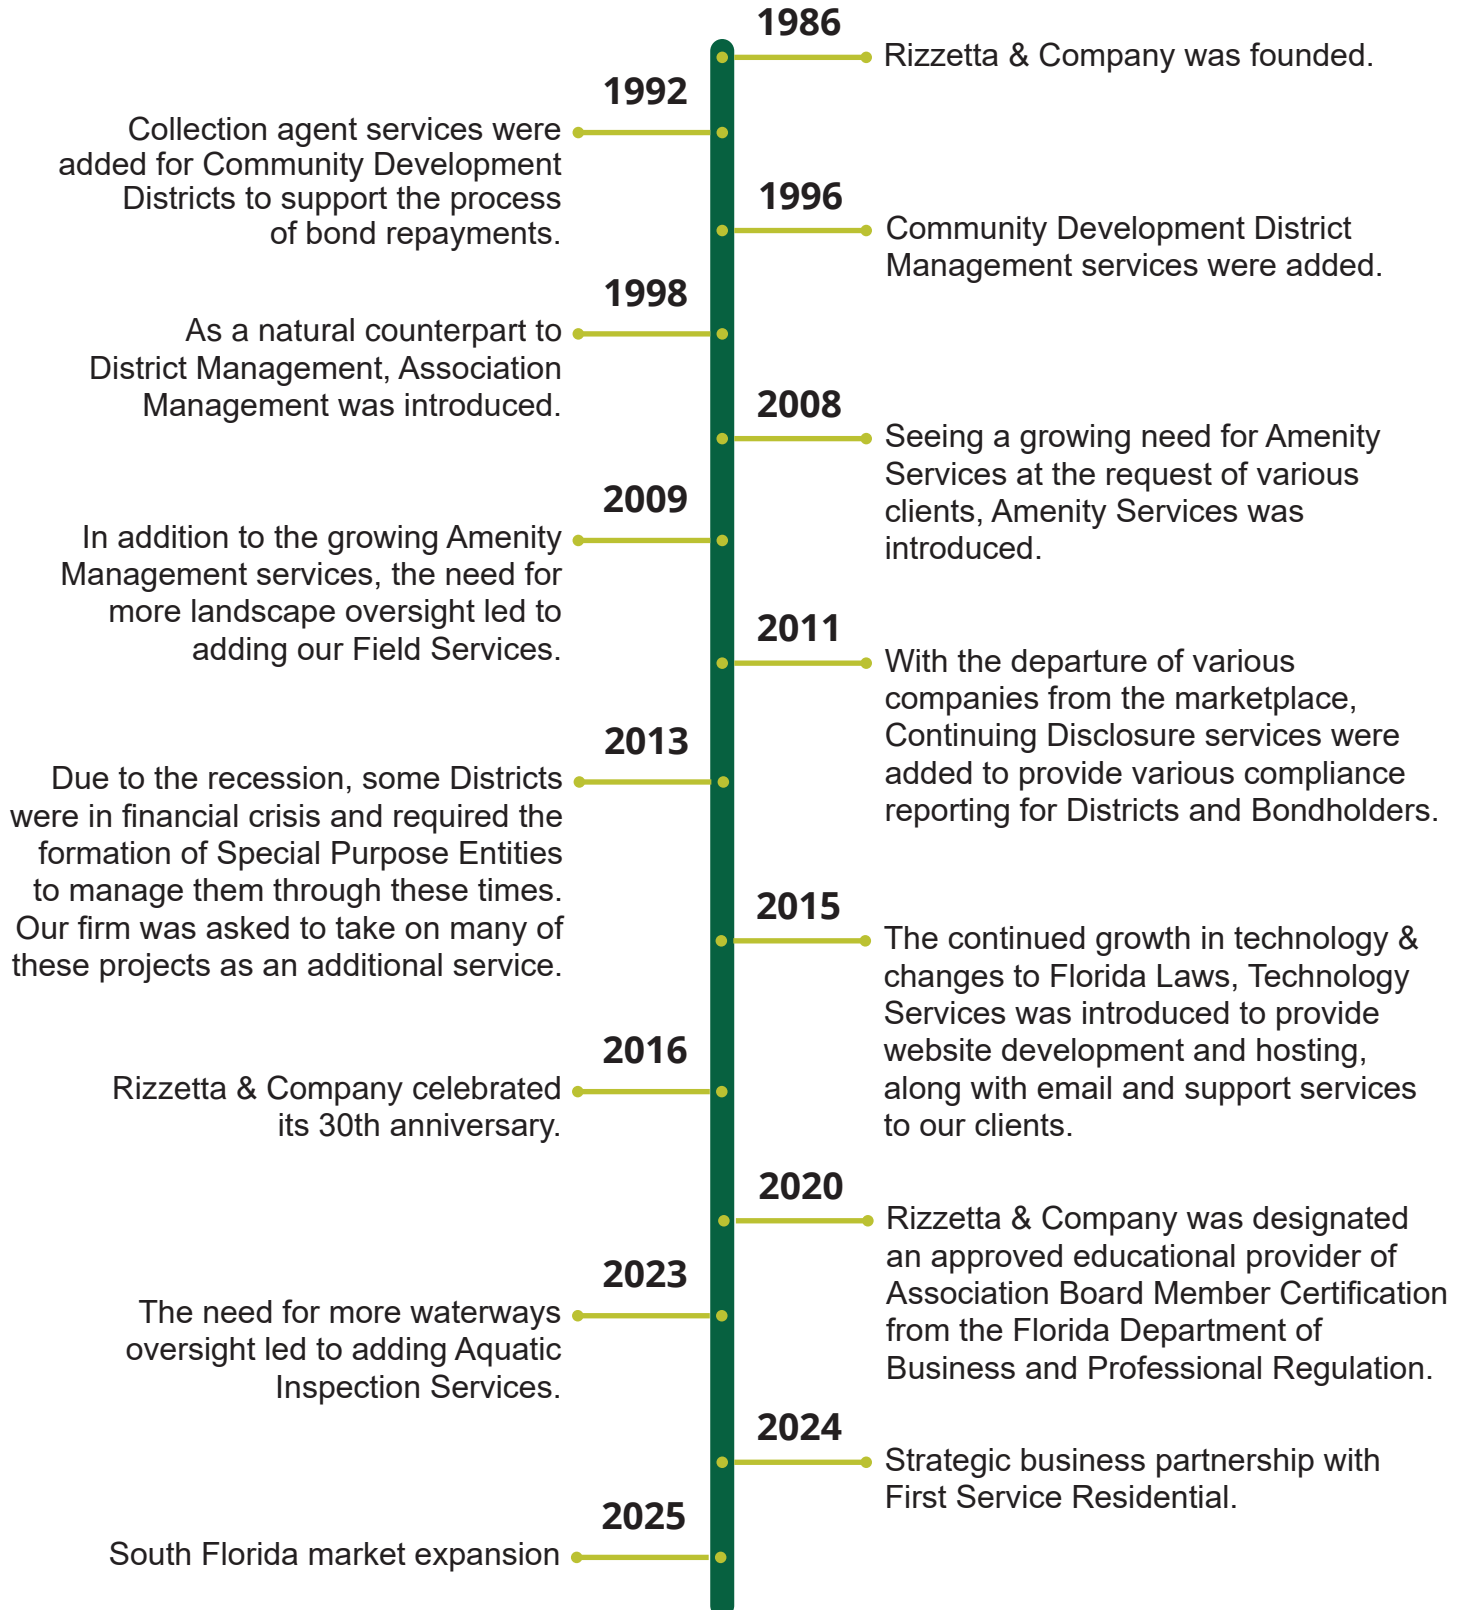 1986
Rizzetta & Company was founded.
1992
Collection agent services were
added for Community Development
Districts to support the process
of bond repayments.
1996
Community Development District
Management services were added.
1998
As a natural counterpart to
District Management, Association
Management was introduced.
2008
Seeing a growing need for Amenity
Services at the request of various
clients, Amenity Services was
introduced.
2009
In addition to the growing Amenity
Management services, the need for
more landscape oversight led to
adding our Field Services.
2011
With the departure of various
companies from the marketplace,
Continuing Disclosure services were
added to provide various compliance
reporting for Districts and Bondholders.
2013
Due to the recession, some Districts
were in financial crisis and required the
formation of Special Purpose Entities
to manage them through these times.
Our firm was asked to take on many of
these projects as an additional service.
2015
The continued growth in technology &
changes to Florida Laws, Technology
Services was introduced to provide
website development and hosting,
along with email and support services
to our clients.
2016
Rizzetta & Company celebrated
its 30th anniversary.
2020
Rizzetta & Company was designated
an approved educational provider of
Association Board Member Certification
from the Florida Department of
Business and Professional Regulation.
2023
The need for more waterways
oversight led to adding Aquatic
Inspection Services.
2024
Strategic business partnership with
First Service Residential.
2025
South Florida market expansion